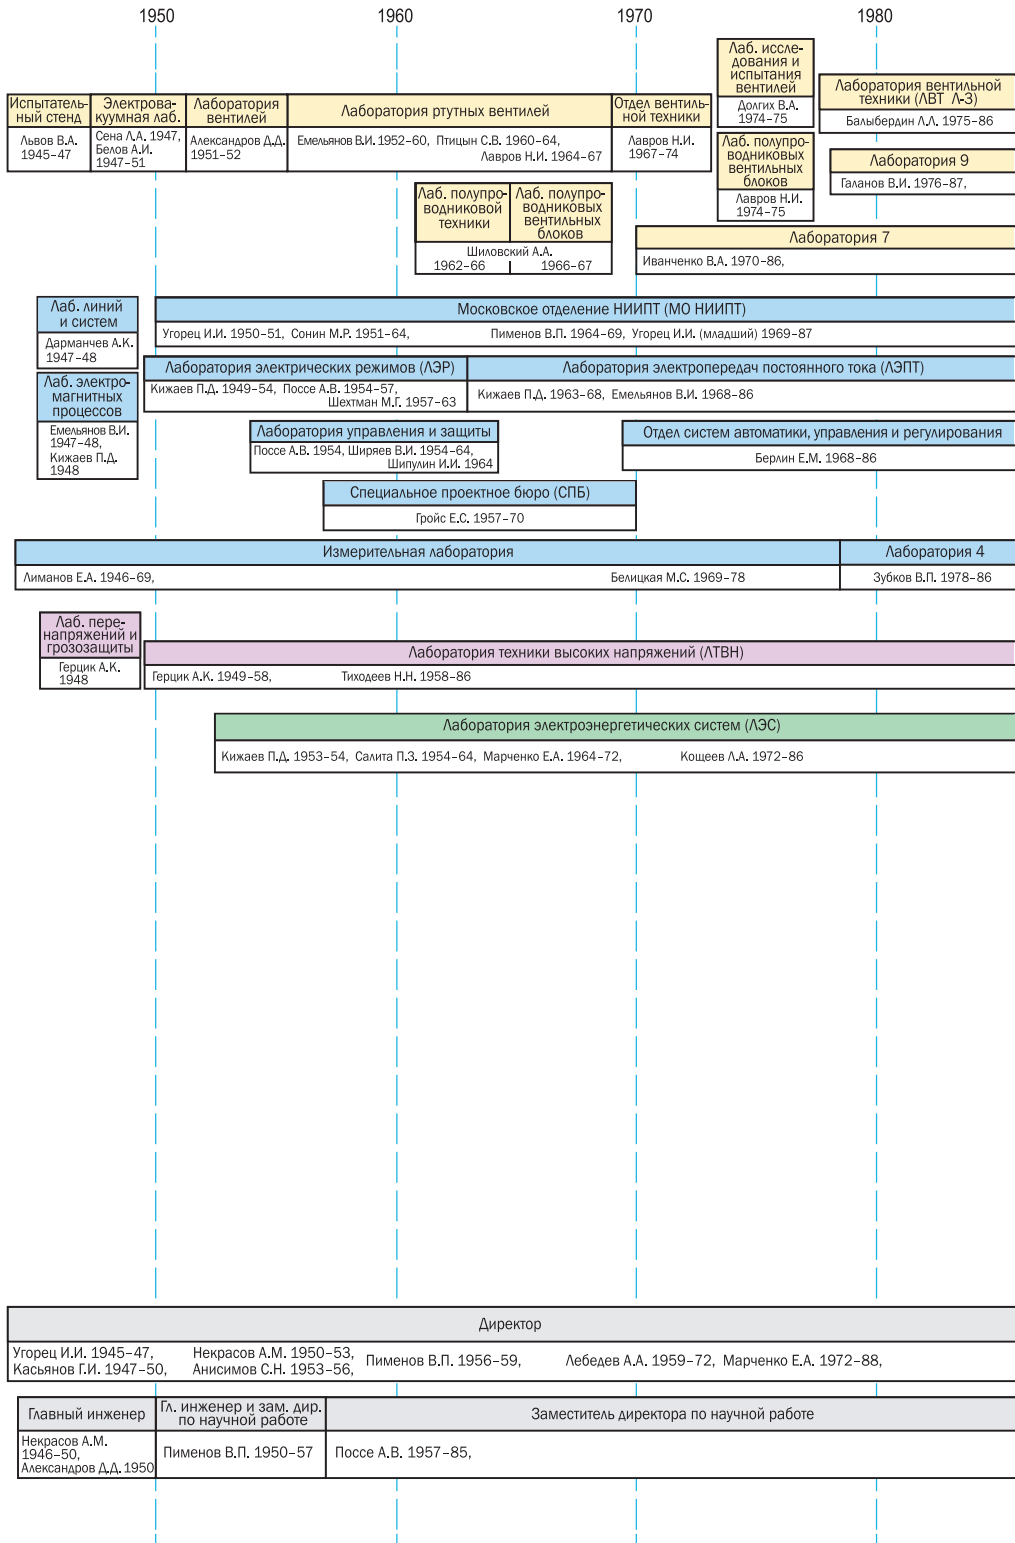 1950 1960 1970 1980
Лаб. иссле-
дования и
испытания
вентилей
Долгих В.А.
1974–75
Лаборатория вентильной
техники (ЛВТ Л-3)
Балыбердин Л.Л. 1975–86
Испытатель-
ный стенд
Львов В.А.
1945–47
Электрова-
куумная лаб.
Сена Л.А. 1947,
Белов А.И.
1947–51
Лаборатория
вентилей
Александров Д.Д.
1951–52
Лаборатория ртутных вентилей
Емельянов В.И. 1952–60, Птицын С.В. 1960–64,
Лавров Н.И. 1964–67
Отдел вентиль-
ной техники
Лавров Н.И.
1967–74
Лаб. полупро-
водниковых
вентильных
блоков
Лавров Н.И.
1974–75
Лаборатория 9
Галанов В.И. 1976–87,
Лаб. полупро-
водниковой
техники
Лаб. полупро-
водниковых
вентильных
блоков
Шиловский А.А.
1962–66 1966–67
Лаборатория 7
Иванченко В.А. 1970–86,
Лаб. линий
и систем
Дарманчев А.К.
1947–48
Московское отделение НИИПТ (МО НИИПТ)
Угорец И.И. 1950–51, Сонин М.Р. 1951–64, Пименов В.П. 1964–69, Угорец И.И. (младший) 1969–87
Лаб. электро-
магнитных
процессов
Емельянов В.И.
1947–48,
Кижаев П.Д.
1948
Лаборатория электрических режимов (ЛЭР)
Кижаев П.Д. 1949–54, Поссе А.В. 1954–57,
Шехтман М.Г. 1957–63
Лаборатория электропередач постоянного тока (ЛЭПТ)
Кижаев П.Д. 1963–68, Емельянов В.И. 1968–86
Лаборатория управления и защиты
Поссе А.В. 1954, Ширяев В.И. 1954–64,
Шипулин И.И. 1964
Отдел систем автоматики, управления и регулирования
Берлин Е.М. 1968–86
Специальное проектное бюро (СПБ)
Гройс Е.С. 1957–70
Измерительная лаборатория
Лиманов Е.А. 1946–69, Белицкая М.С. 1969–78
Лаборатория 4
Зубков В.П. 1978–86
Лаб. пере-
напряжений и
грозозащиты
Герцик А.К.
1948
Лаборатория техники высоких напряжений (ЛТВН)
Герцик А.К. 1949–58, Тиходеев Н.Н. 1958–86
Лаборатория электроэнергетических систем (ЛЭС)
Кижаев П.Д. 1953–54, Салита П.З. 1954–64, Марченко Е.А. 1964–72, Кощеев Л.А. 1972–86
Директор
Угорец И.И. 1945–47,
Касьянов Г.И. 1947–50,
Некрасов А.М. 1950–53,
Анисимов С.Н. 1953–56,
Пименов В.П. 1956–59, Лебедев А.А. 1959–72, Марченко Е.А. 1972–88,
Главный инженер
Некрасов А.М.
1946–50,
Александров Д.Д. 1950
Гл. инженер и зам. дир.
по научной работе
Пименов В.П. 1950–57
Заместитель директора по научной работе
Поссе А.В. 1957–85,